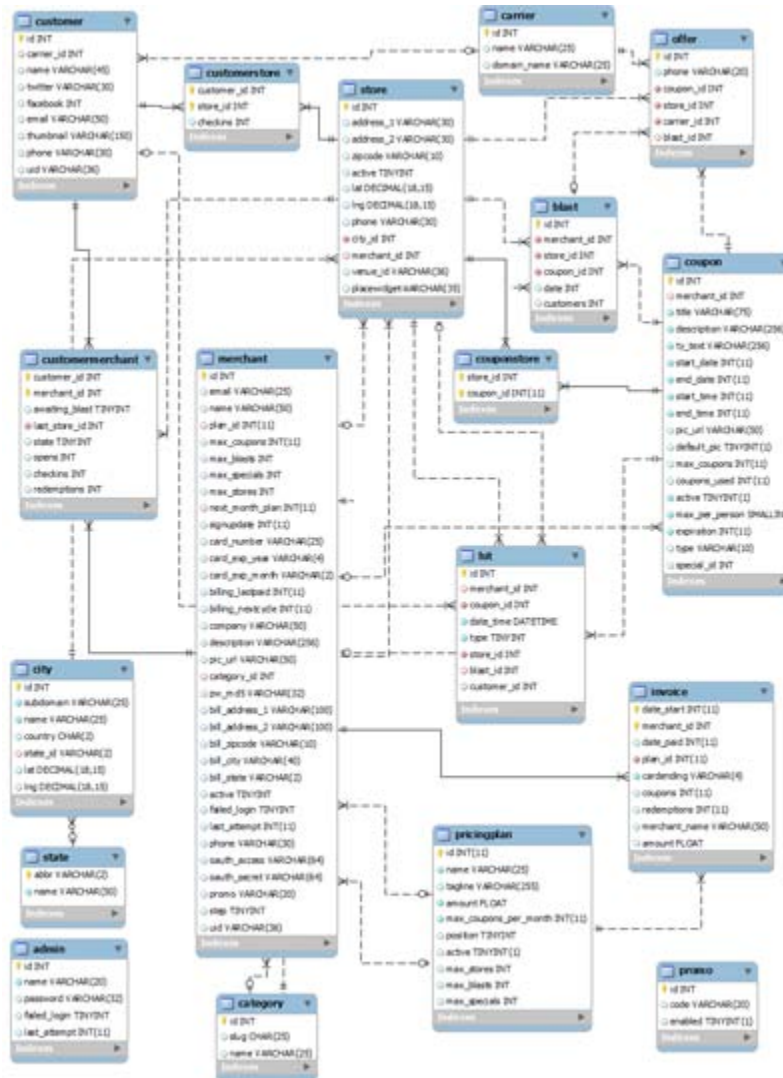 customer
id INT
carrier_id INT
name VARCHAR(45)
twitter VARCHAR(30)
facebook INT
email VARCHAR(50)
thumbnail VARCHAR(150)
phone VARCHAR(30)
uid VARCHAR(36)
Indexes
customerstore
customer_id INT
store_id INT
checkins INT
Indexes
store
id INT
address_1 VARCHAR(30)
address_2 VARCHAR(30)
zipcode VARCHAR(10)
active TINYINT
lat DECIMAL(18,15)
lng DECIMAL(18,15)
phone VARCHAR(30)
city_id INT
merchant_id INT
venue_id VARCHAR(36)
Indexes
carrier
id INT
name VARCHAR(25)
domain_name VARCHAR(25)
Indexes
offer
id INT
phone VARCHAR(20)
coupon_id INT
store_id INT
carrier_id INT
blast_id INT
Indexes
blast
id INT
merchant_id INT
store_id INT
coupon_id INT
date INT
customers INT
Indexes
coupon
id INT
merchant_id INT
title VARCHAR(75)
description VARCHAR(256)
tv_text VARCHAR(256)
start_date INT(11)
end_date INT(11)
start_time INT(11)
end_time INT(11)
pic_url VARCHAR(50)
default_pic TINYINT(1)
max_coupons INT(11)
coupons_used INT(11)
active TINYINT(1)
max_per_person SMALLIN
expiration INT(11)
type VARCHAR(10)
special_id INT
Indexes
customermerchant
customer_id INT
merchant_id INT
awaiting_blast TINYINT
last_store_id INT
state TINYINT
opens INT
checkins INT
redemptions INT
Indexes
merchant
id INT
email VARCHAR(25)
name VARCHAR(50)
plan_id INT(11)
max_coupons INT(11)
max_blasts INT
max_specials INT
max_stores INT
next_month_plan INT(11)
signupdate INT(11)
card_number VARCHAR(25)
card_exp_year VARCHAR(4)
card_exp_month VARCHAR(2)
billing_lastpaid INT(11)
billing_nextcycle INT(11)
company VARCHAR(50)
description VARCHAR(256)
pic_url VARCHAR(50)
category_id INT
pw_md5 VARCHAR(32)
bill_address_1 VARCHAR(100)
bill_address_2 VARCHAR(100)
bill_zipcode VARCHAR(10)
bill_city VARCHAR(40)
bill_state VARCHAR(2)
active TINYINT
failed_login TINYINT
last_attempt INT(11)
phone VARCHAR(30)
oauth_access VARCHAR(64)
oauth_secret VARCHAR(64)
promo VARCHAR(20)
step TINYINT
uid VARCHAR(36)
Indexes
couponstore
store_id INT
coupon_id INT(11)
Indexes
hit
id INT
merchant_id INT
coupon_id INT
date_time DATETIME
type TINYINT
store_id INT
blast_id INT
customer_id INT
Indexes
city
id INT
subdomain VARCHAR(25)
name VARCHAR(25)
country CHAR(2)
state_id VARCHAR(2)
lat DECIMAL(18,15)
lng DECIMAL(18,15)
Indexes
state
abbr VARCHAR(2)
name VARCHAR(50)
Indexes
admin
id INT
name VARCHAR(20)
password VARCHAR(32)
failed_login TINYINT
last_attempt INT(11)
Indexes
category
id INT
slug CHAR(25)
name VARCHAR(25)
Indexes
pricingplan
id INT(11)
name VARCHAR(25)
tagline VARCHAR(255)
amount FLOAT
max_coupons_per_month INT(11)
position TINYINT
active TINYINT(1)
max_stores INT
max_blasts INT
max_specials INT
Indexes
invoice
date_start INT(11)
merchant_id INT
date_paid INT(11)
plan_id INT(11)
cardending VARCHAR(4)
coupons INT(11)
redemptions INT(11)
merchant_name VARCHAR(50)
amount FLOAT
Indexes
promo
id INT
code VARCHAR(20)
enabled TINYINT(1)
Indexes